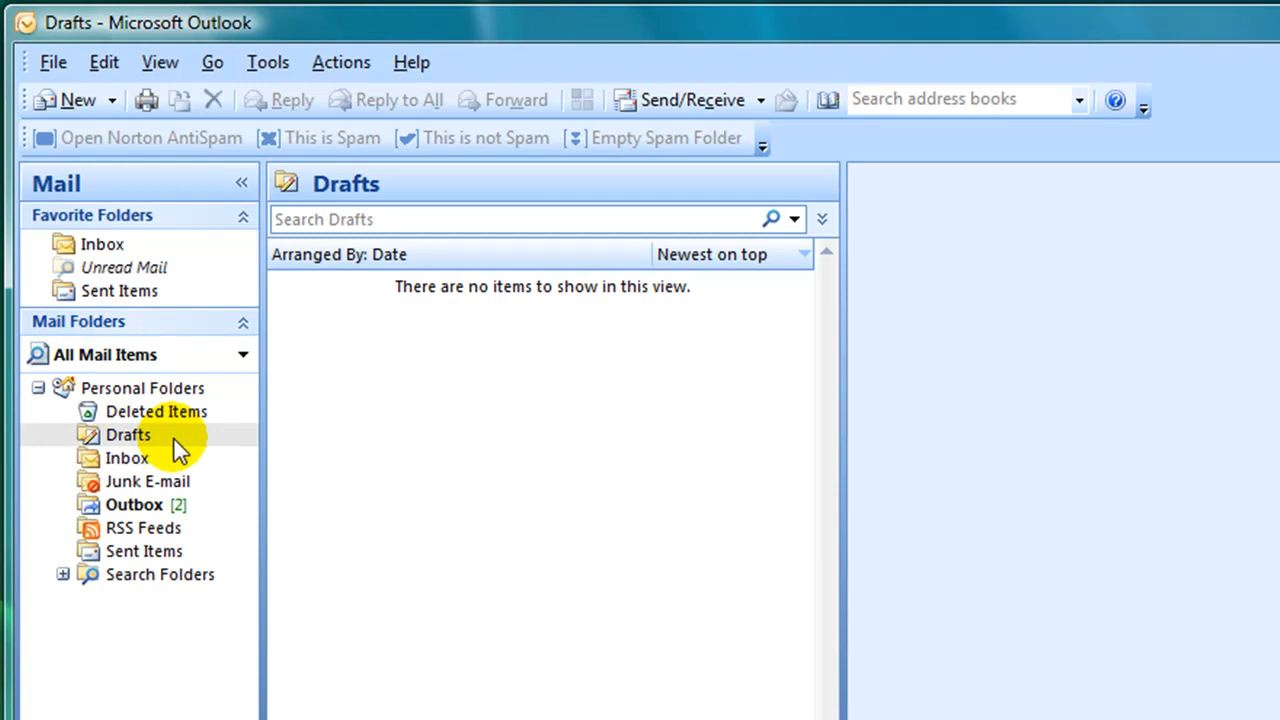 Drafts - Microsoft Outlook
File Edit View Go Tools Actions Help
New Reply Reply to All Forward Send/Receive Search address books
Open Norton AntiSpam This is Spam This is not Spam Empty Spam Folder
Mail
Favorite Folders
Inbox
Unread Mail
Sent Items
Mail Folders
All Mail Items
Personal Folders
Deleted Items
Drafts
Inbox
Junk E-mail
Outbox [2]
RSS Feeds
Sent Items
Search Folders
Drafts
Search Drafts
Arranged By: Date Newest on top
There are no items to show in this view.